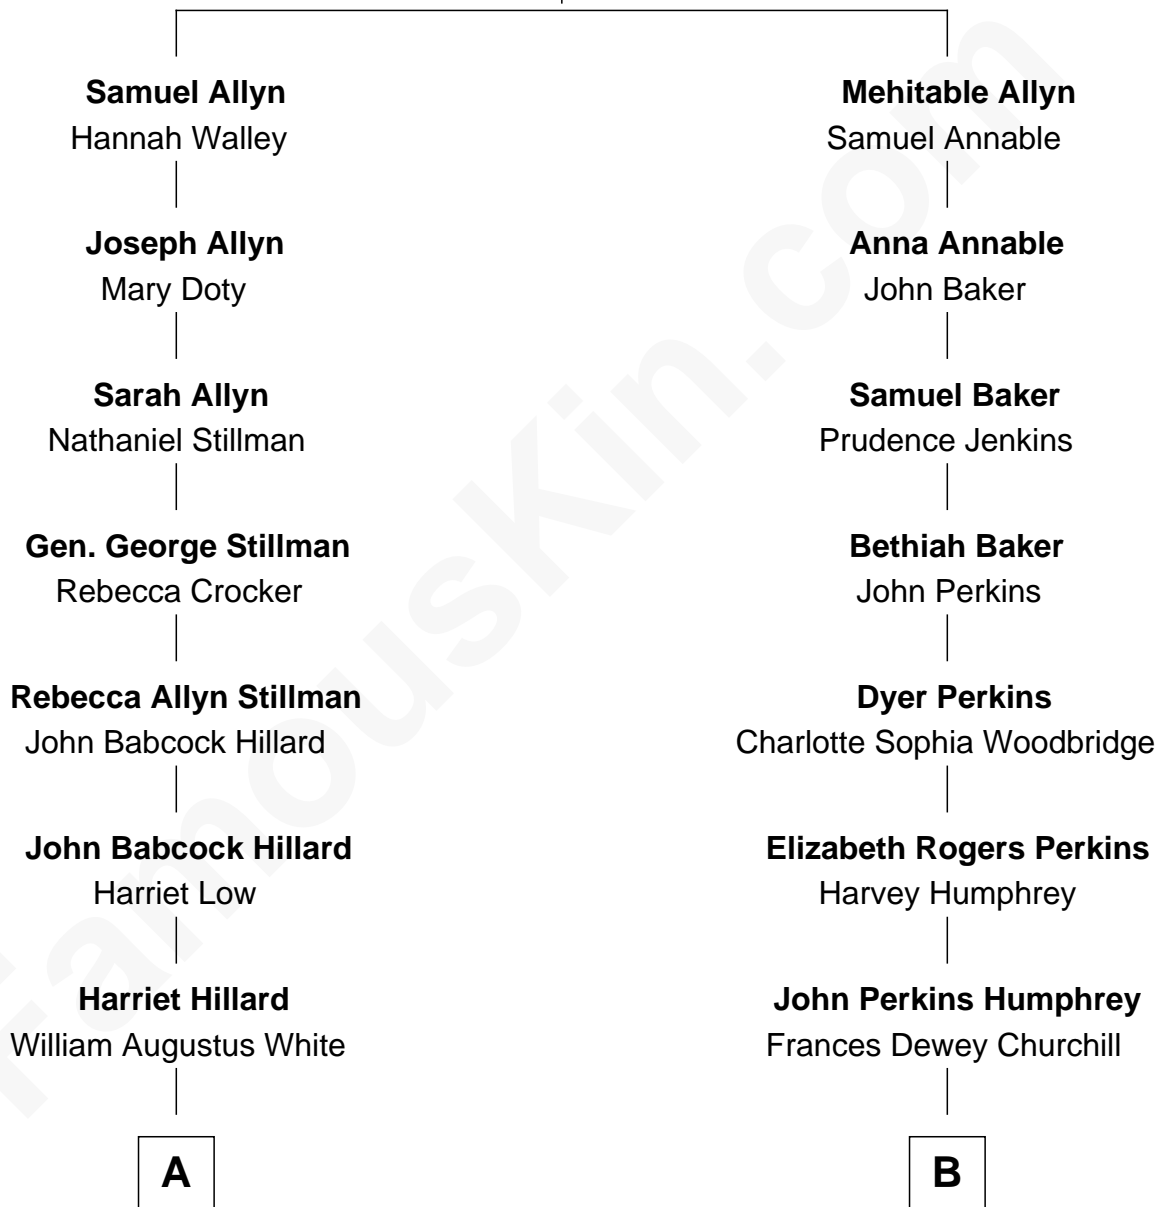 Samuel Allyn
Hannah Walley
Mehitable Allyn
Samuel Annable
Joseph Allyn
Mary Doty
Anna Annable
John Baker
Sarah Allyn
Nathaniel Stillman
Samuel Baker
Prudence Jenkins
Gen. George Stillman
Rebecca Crocker
Bethiah Baker
John Perkins
Rebecca Allyn Stillman
John Babcock Hillard
Dyer Perkins
Charlotte Sophia Woodbridge
John Babcock Hillard
Harriet Low
Elizabeth Rogers Perkins
Harvey Humphrey
Harriet Hillard
William Augustus White
John Perkins Humphrey
Frances Dewey Churchill
A
B
FamousKin.com